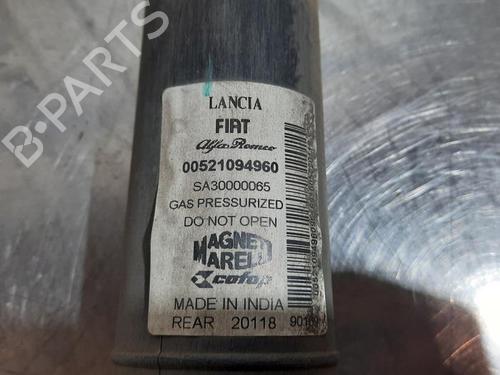 LANCIA
FIAT
Alfa Romeo
00521094960
SA30000065
GAS PRESSURIZED
DO NOT OPEN
MAGNETI
MARELLI
cofap
MADE IN INDIA
REAR 20118
B-PARTS